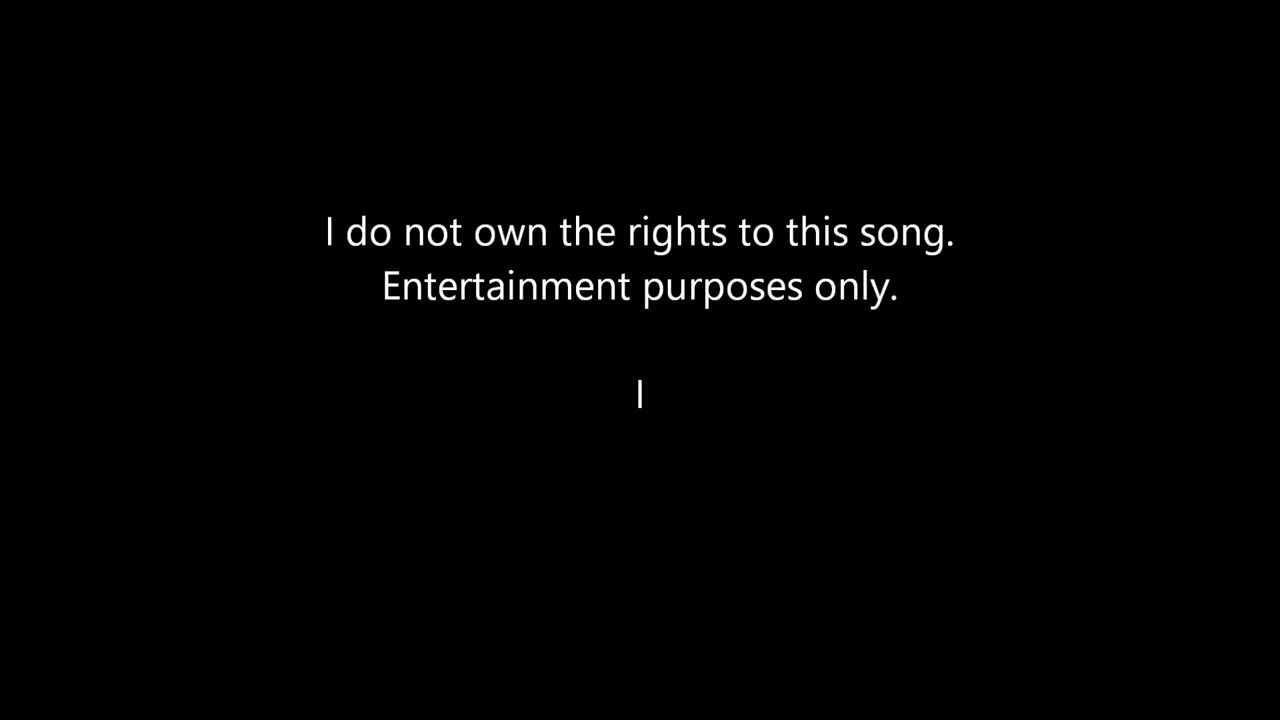 I do not own the rights to this song.
Entertainment purposes only.
I